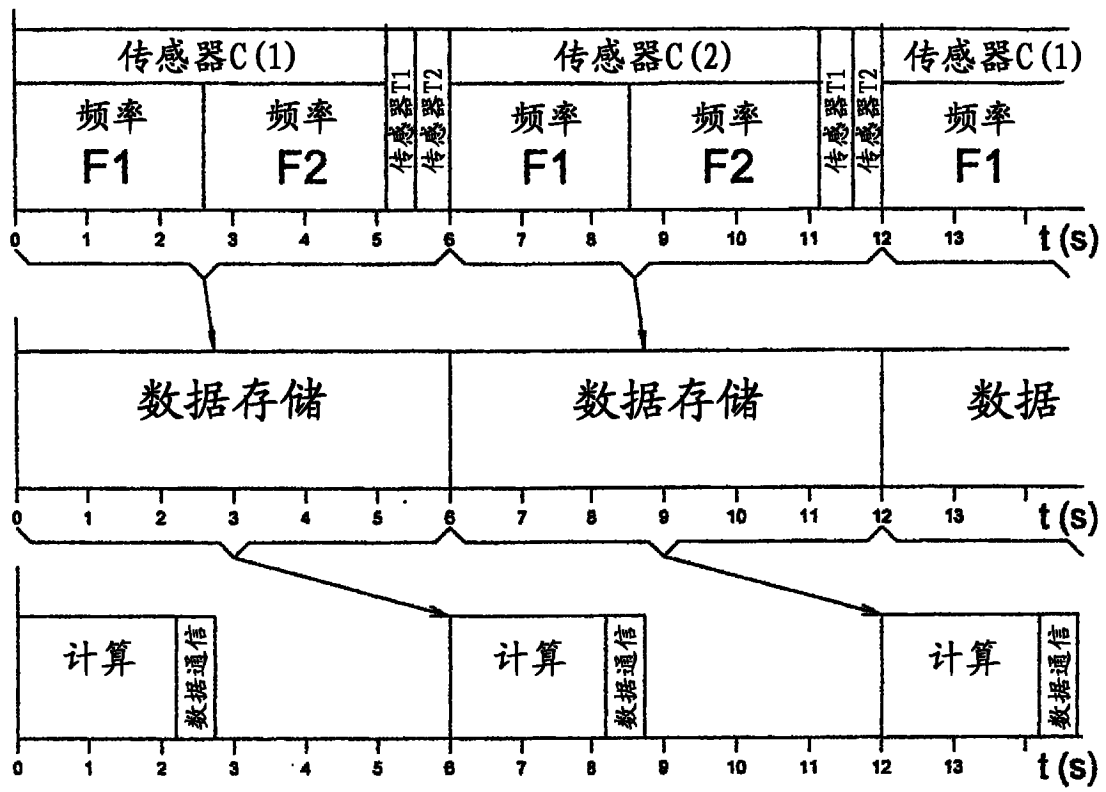 传感器C(1) 传感器T1 传感器T2 传感器C(2) 传感器T1 传感器T2 传感器C(1)
频率 频率 频率 频率 频率
F1 F2 F1 F2 F1
0 1 2 3 4 5 6 7 8 9 10 11 12 13 t(s)
数据存储 数据存储 数据
0 1 2 3 4 5 6 7 8 9 10 11 12 13 t(s)
计算 数据通信 计算 数据通信 计算 数据通信
0 1 2 3 4 5 6 7 8 9 10 11 12 13 t(s)